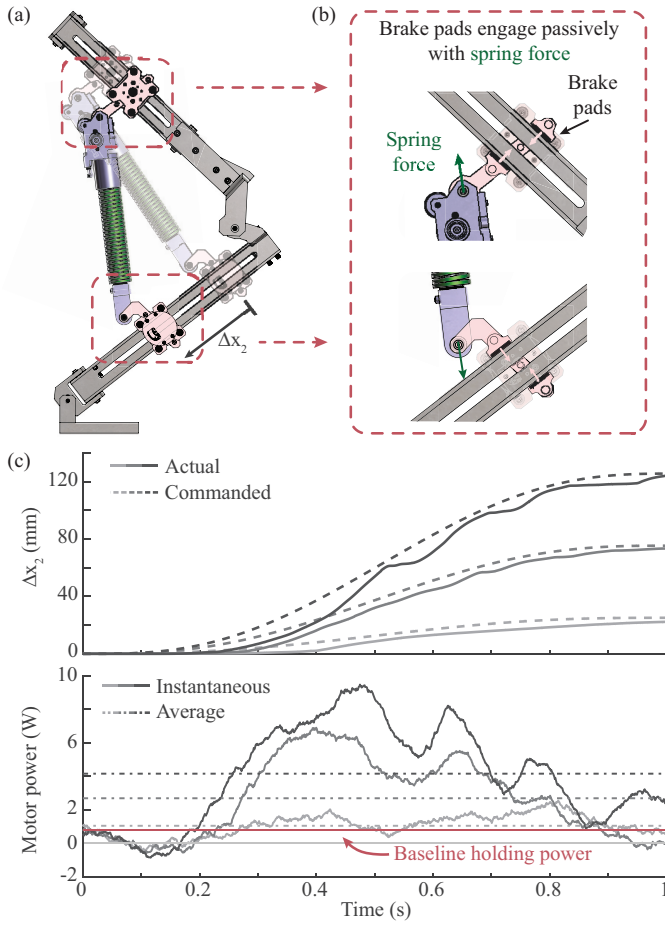 (a)
(b)
Brake pads engage passively
with spring force
Brake
pads
Spring
force
Δx2
(c)
Actual
Commanded
120
80
40
0
Δx2 (mm)
Instantaneous
Average
10
6
2
0
-2
Motor power (W)
Baseline holding power
0 0.2 0.4 0.6 0.8 1
Time (s)